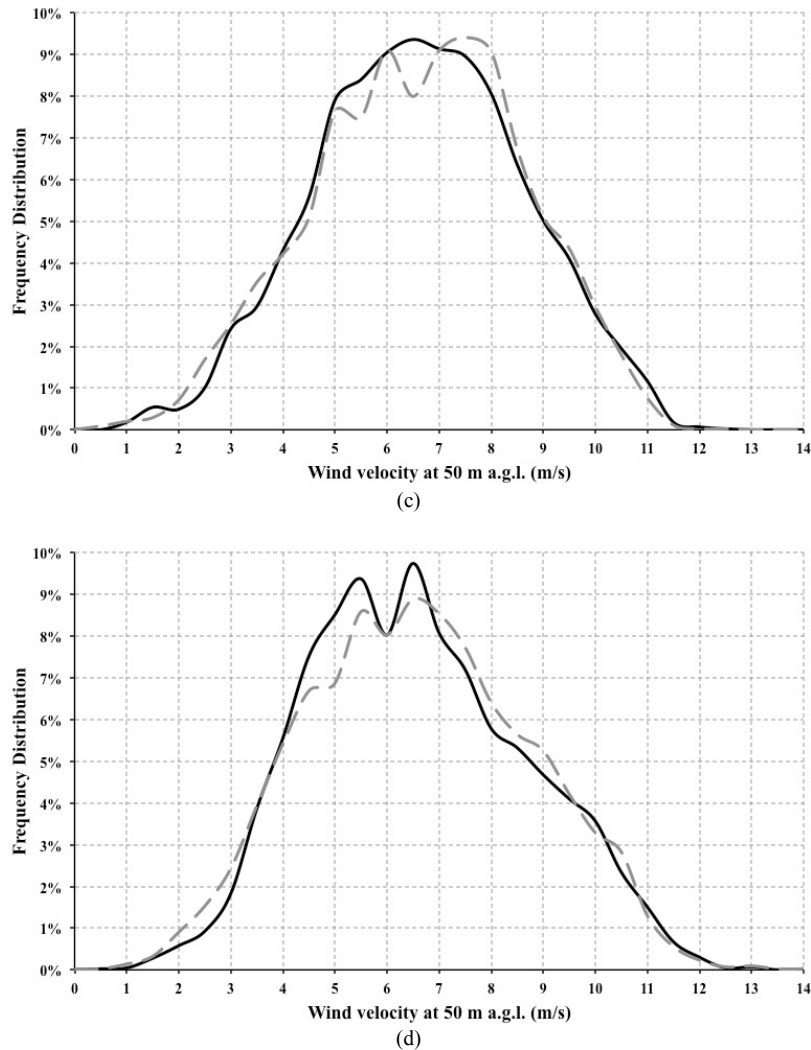 10%
9%
8%
7%
6%
5%
4%
3%
2%
1%
0%
Frequency Distribution
0 1 2 3 4 5 6 7 8 9 10 11 12 13 14
Wind velocity at 50 m a.g.l. (m/s)
(c)
10%
9%
8%
7%
6%
5%
4%
3%
2%
1%
0%
Frequency Distribution
0 1 2 3 4 5 6 7 8 9 10 11 12 13 14
Wind velocity at 50 m a.g.l. (m/s)
(d)